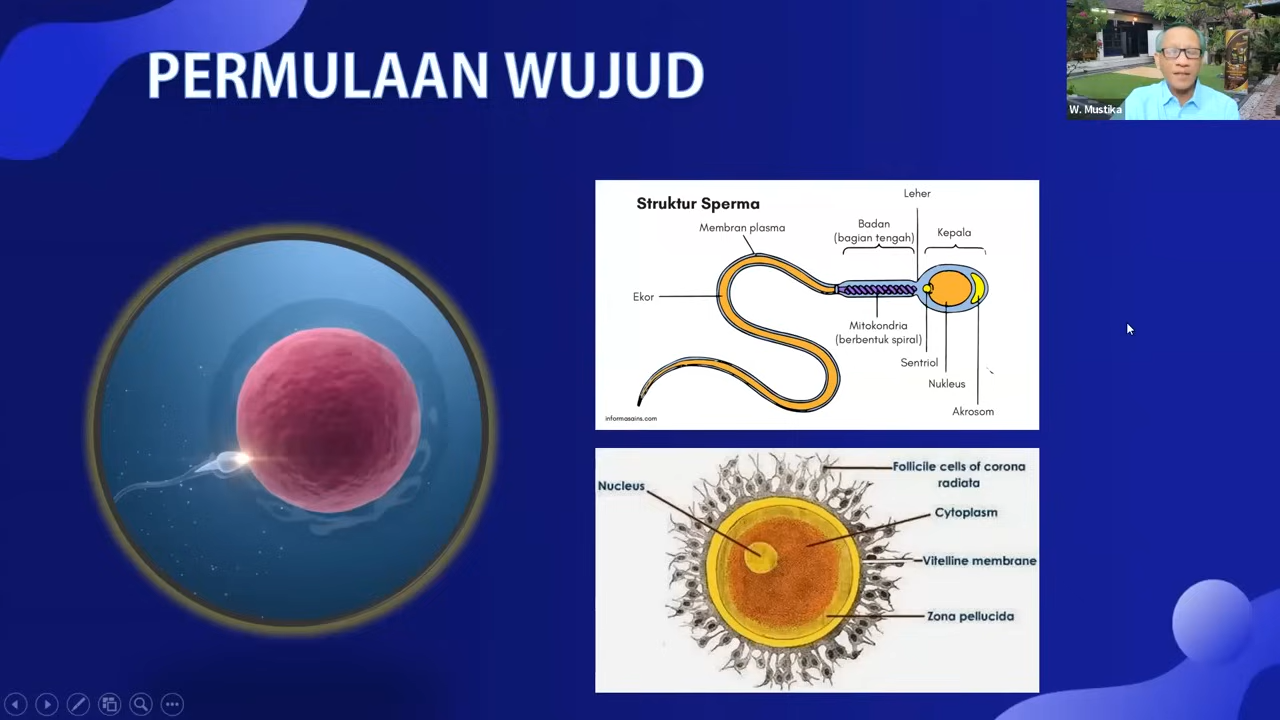 PERMULAAN WUJUD
W. Mustika
Struktur Sperma
Leher
Membran plasma
Badan
(bagian tengah)
Kepala
Ekor
Mitokondria
(berbentuk spiral)
Sentriol
Nukleus
Akrosom
informasains.com
Follicile cells of corona
radiata
Nucleus
Cytoplasm
Vitelline membrane
Zona pellucida